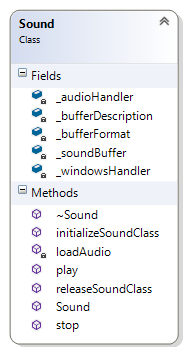 Sound
Class
Fields
_audioHandler
_bufferDescription
_bufferFormat
_soundBuffer
_windowsHandler
Methods
~Sound
initializeSoundClass
loadAudio
play
releaseSoundClass
Sound
stop